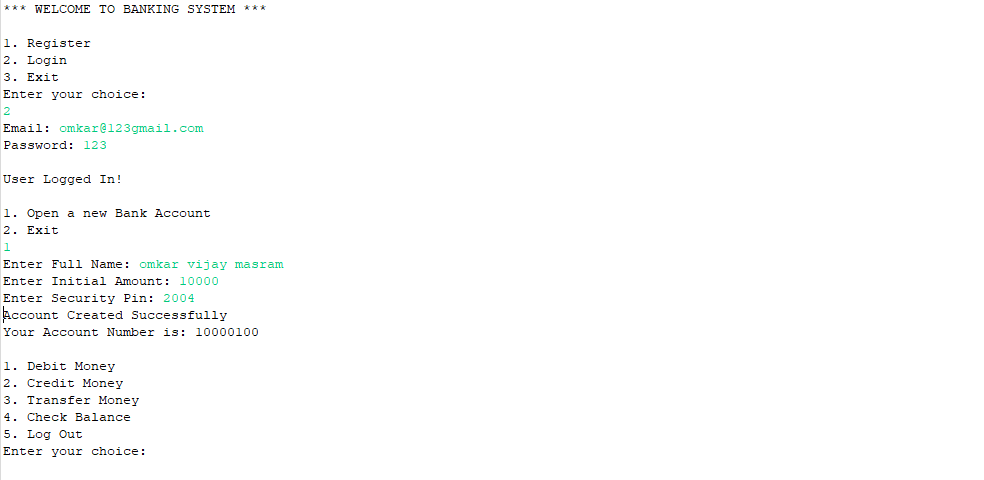 *** WELCOME TO BANKING SYSTEM ***
1. Register
2. Login
3. Exit
Enter your choice:
2
Email: omkar@123gmail.com
Password: 123
User Logged In!
1. Open a new Bank Account
2. Exit
1
Enter Full Name: omkar vijay masram
Enter Initial Amount: 10000
Enter Security Pin: 2004
Account Created Successfully
Your Account Number is: 10000100
1. Debit Money
2. Credit Money
3. Transfer Money
4. Check Balance
5. Log Out
Enter your choice: